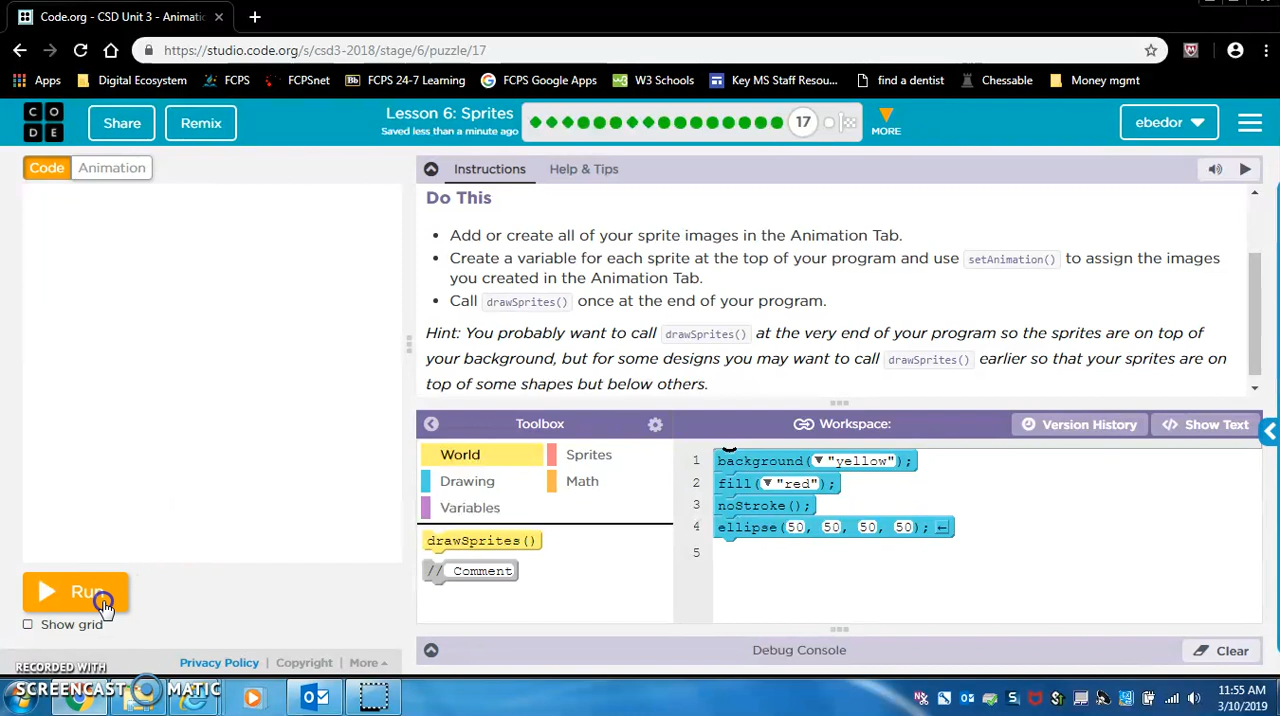 Code.org - CSD Unit 3 - Animatic
https://studio.code.org/s/csd3-2018/stage/6/puzzle/17
Apps Digital Ecosystem FCPS FCPSnet Bb FCPS 24-7 Learning FCPS Google Apps W3 Schools Key MS Staff Resou... find a dentist Chessable Money mgmt
CODE
Share
Remix
Lesson 6: Sprites
Saved less than a minute ago
17
MORE
ebedor
Code Animation
Instructions Help & Tips
Do This
• Add or create all of your sprite images in the Animation Tab.
• Create a variable for each sprite at the top of your program and use setAnimation() to assign the images
you created in the Animation Tab.
• Call drawSprites() once at the end of your program.
Hint: You probably want to call drawSprites() at the very end of your program so the sprites are on top of
your background, but for some designs you may want to call drawSprites() earlier so that your sprites are on
top of some shapes but below others.
Toolbox
Workspace:
Version History
</> Show Text
World
Sprites
Drawing
Math
Variables
drawSprites()
// Comment
1 background("yellow");
2 fill("red");
3 noStroke();
4 ellipse(50, 50, 50, 50);
5
Run
Show grid
Debug Console
Clear
Privacy Policy | Copyright | More
RECORDED WITH
SCREENCAST MATIC
11:55 AM
3/10/2019